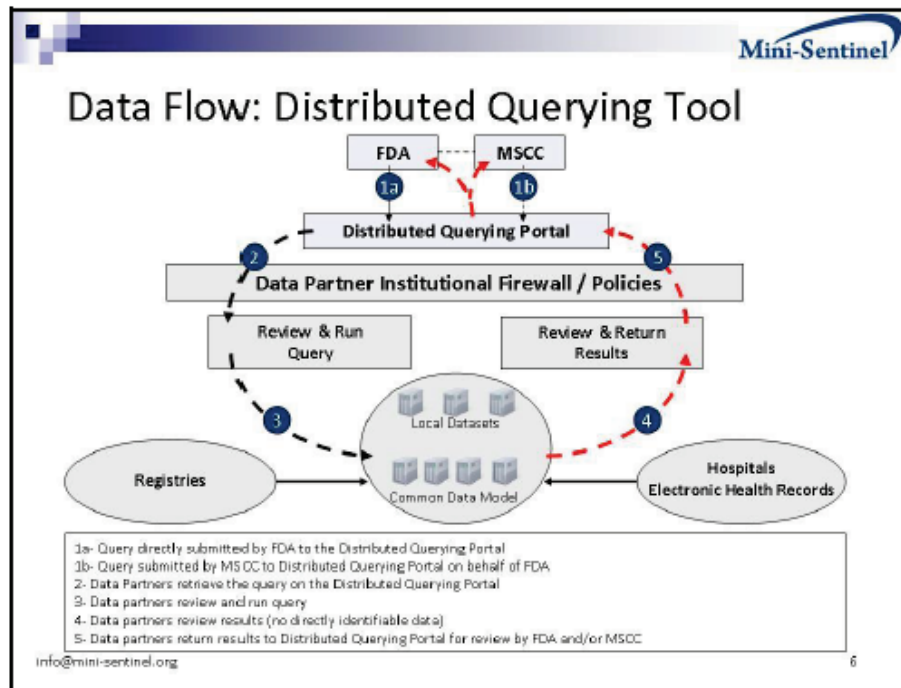 Mini-Sentinel
Data Flow: Distributed Querying Tool
FDA
MSCC
1a
1b
Distributed Querying Portal
2
5
Data Partner Institutional Firewall / Policies
Review & Run
Query
Review & Return
Results
3
4
Local Datasets
Common Data Model
Registries
Hospitals
Electronic Health Records
1a- Query directly submitted by FDA to the Distributed Querying Portal
1b- Query submitted by MSCC to Distributed Querying Portal on behalf of FDA
2- Data Partners retrieve the query on the Distributed Querying Portal
3- Data partners review and run query
4- Data partners review results (no directly identifiable data)
5- Data partners return results to Distributed Querying Portal for review by FDA and/or MSCC
info@mini-sentinel.org
6